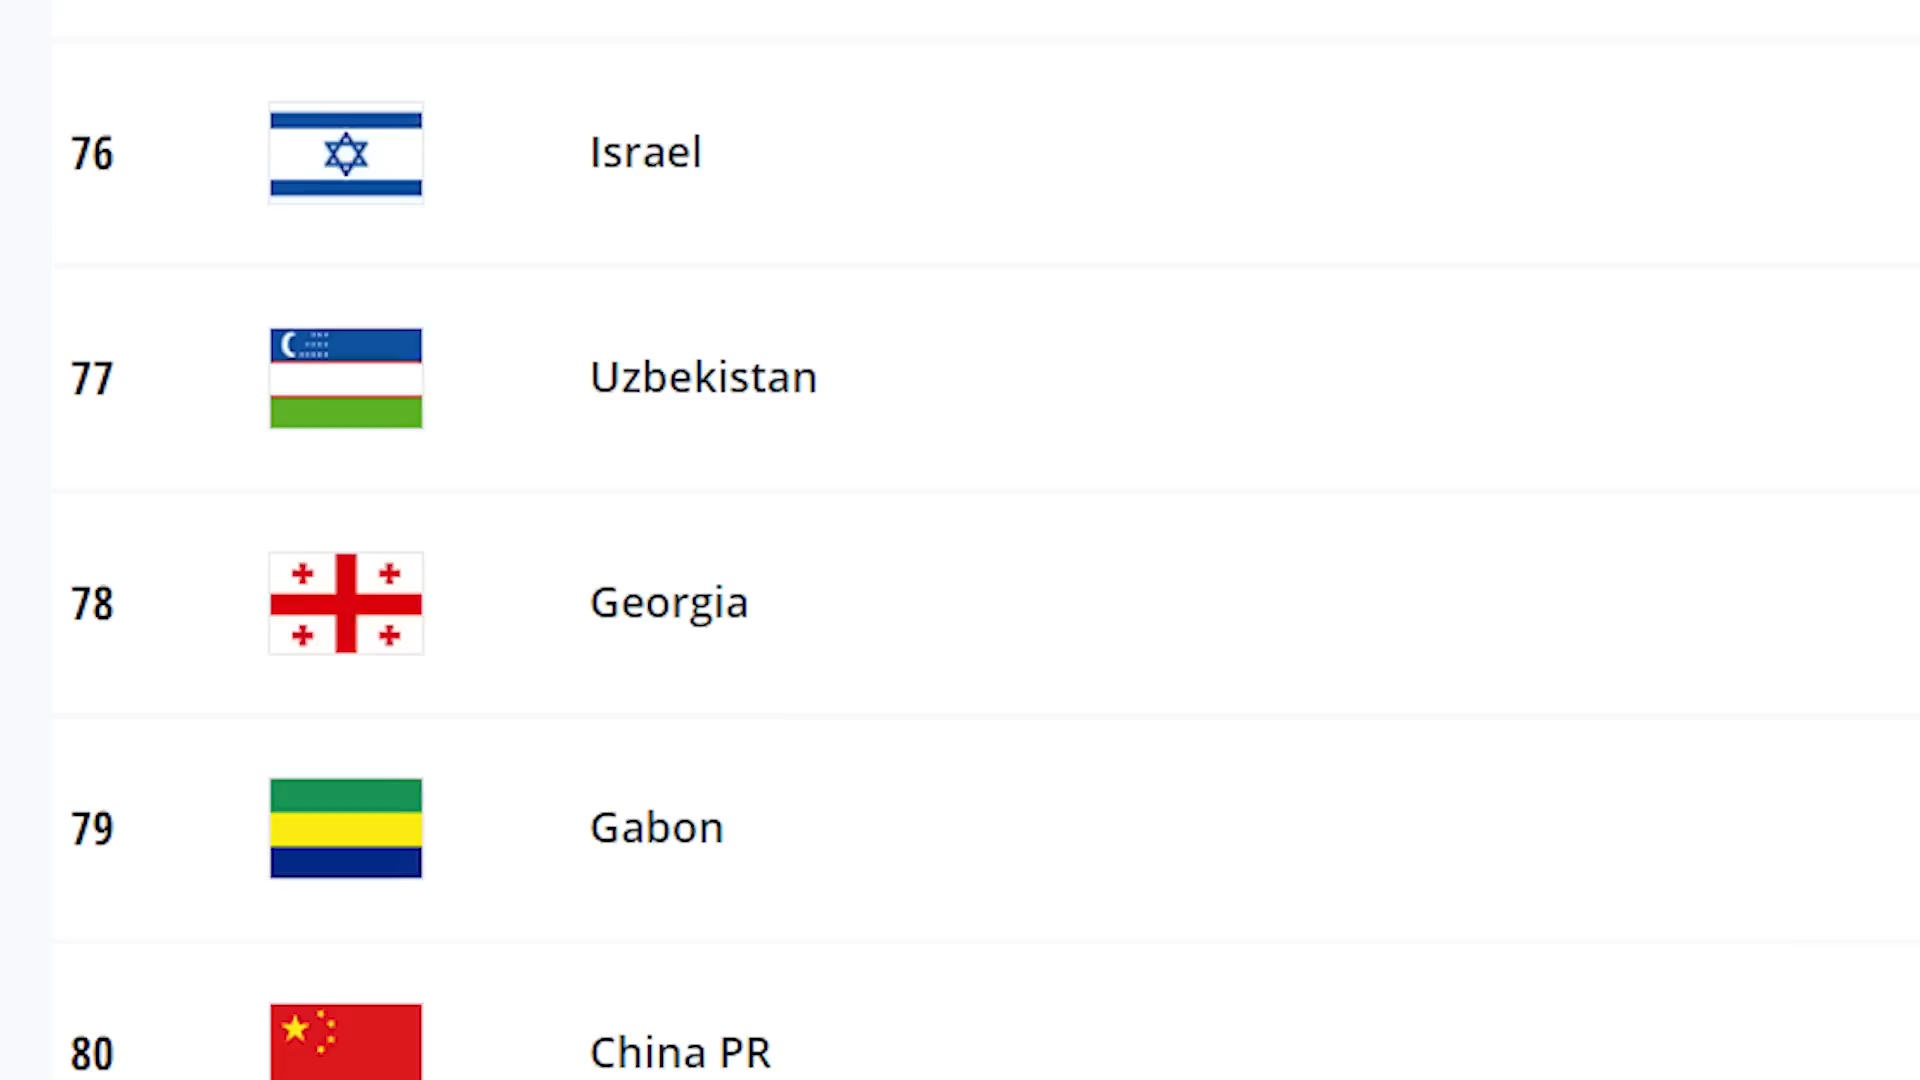 76 Israel
77 Uzbekistan
78 Georgia
79 Gabon
80 China PR